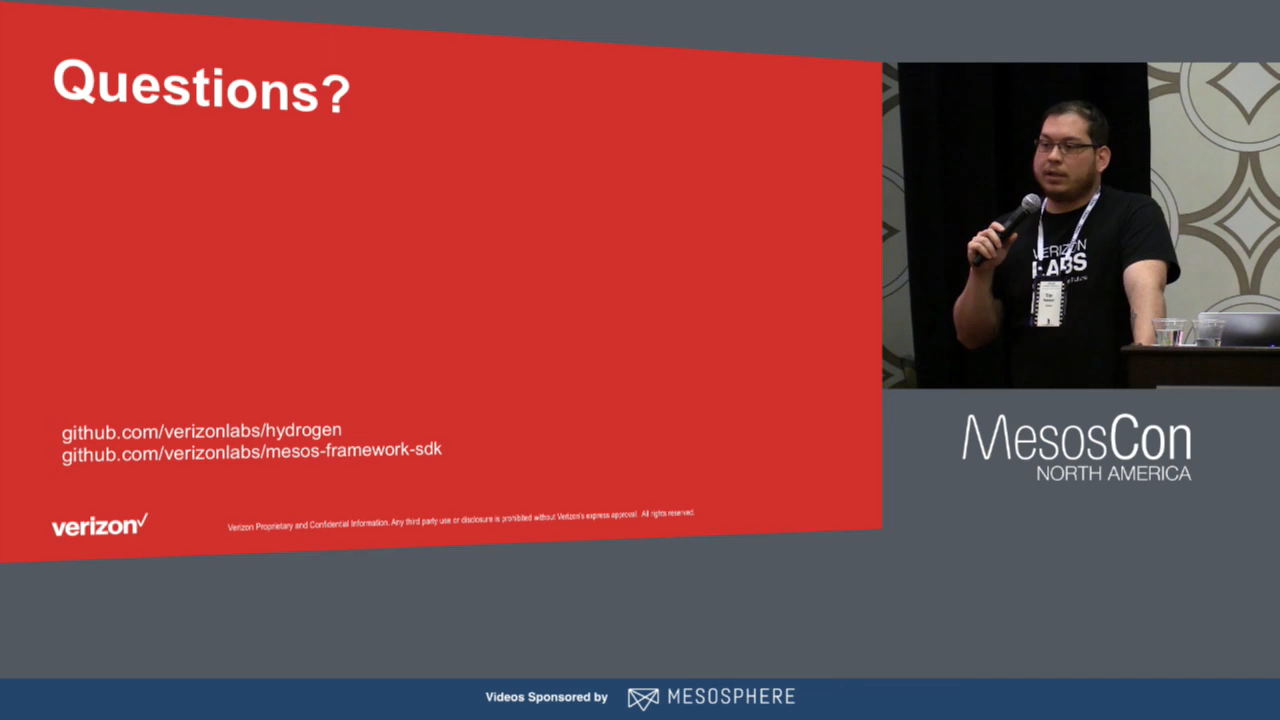 Questions?
github.com/verizonlabs/hydrogen
github.com/verizonlabs/mesos-framework-sdk
verizon✓
Verizon Proprietary and Confidential Information. Any third party use or disclosure is prohibited without Verizon's express approval. All rights reserved.
VERIZON
LABS
MesosCon
NORTH AMERICA
Videos Sponsored by MESOSPHERE